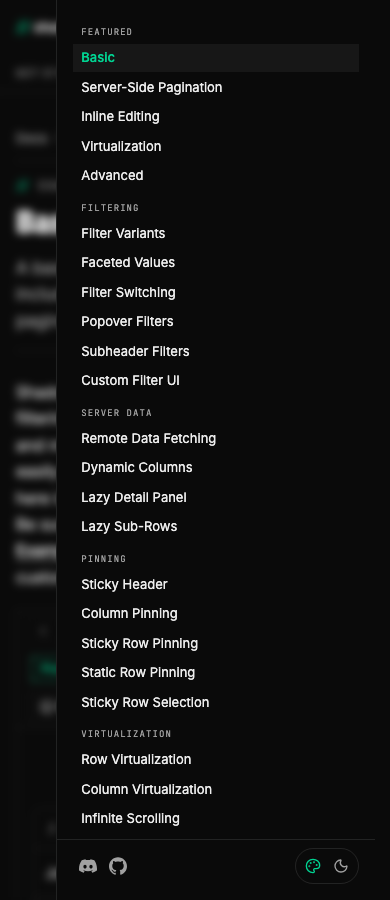 FEATURED
Basic
Server-Side Pagination
Inline Editing
Virtualization
Advanced
FILTERING
Filter Variants
Faceted Values
Filter Switching
Popover Filters
Subheader Filters
Custom Filter UI
SERVER DATA
Remote Data Fetching
Dynamic Columns
Lazy Detail Panel
Lazy Sub-Rows
PINNING
Sticky Header
Column Pinning
Sticky Row Pinning
Static Row Pinning
Sticky Row Selection
VIRTUALIZATION
Row Virtualization
Column Virtualization
Infinite Scrolling